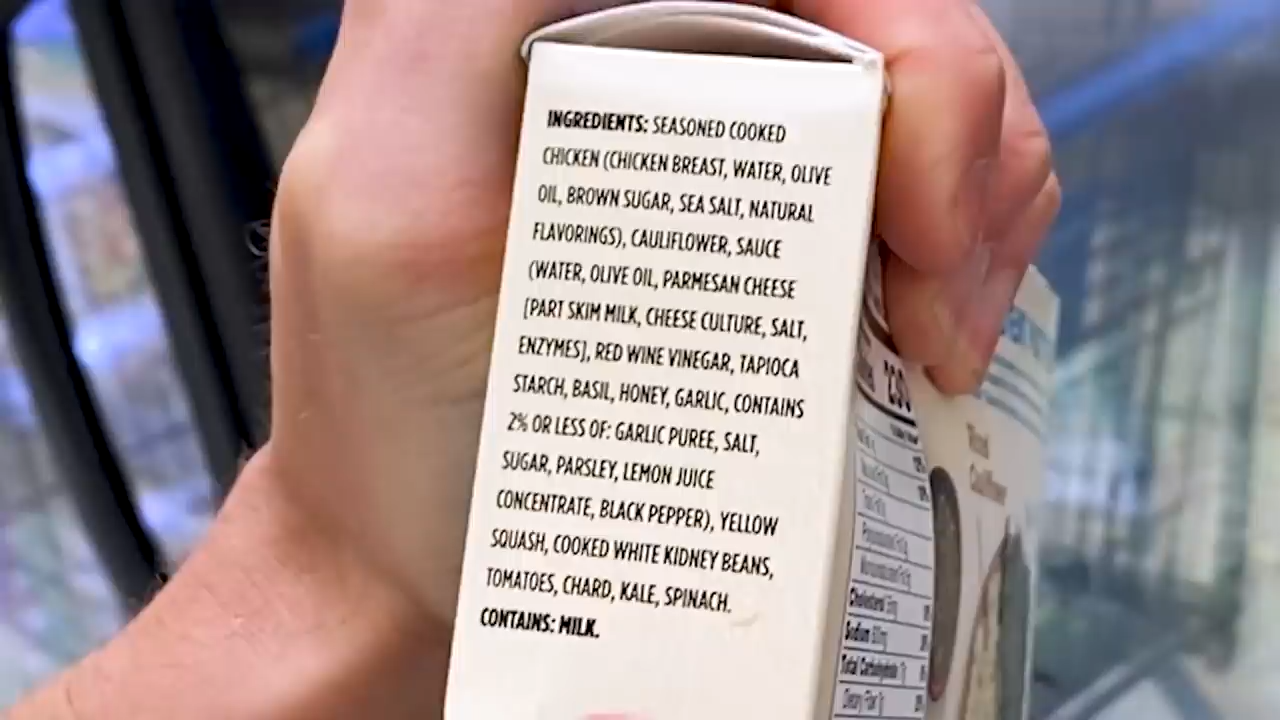 INGREDIENTS: SEASONED COOKED
CHICKEN (CHICKEN BREAST, WATER, OLIVE
OIL, BROWN SUGAR, SEA SALT, NATURAL
FLAVORINGS), CAULIFLOWER, SAUCE
(WATER, OLIVE OIL, PARMESAN CHEESE
[PART SKIM MILK, CHEESE CULTURE, SALT,
ENZYMES], RED WINE VINEGAR, TAPIOCA
STARCH, BASIL, HONEY, GARLIC, CONTAINS
2% OR LESS OF: GARLIC PUREE, SALT,
SUGAR, PARSLEY, LEMON JUICE
CONCENTRATE, BLACK PEPPER), YELLOW
SQUASH, COOKED WHITE KIDNEY BEANS,
TOMATOES, CHARD, KALE, SPINACH.
CONTAINS: MILK.
Cholesterol
Sodium
Total Carbohydrate
Dietary Fiber